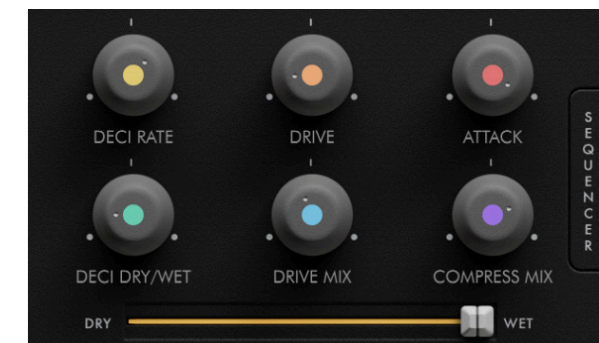 DECI RATE
DRIVE
ATTACK
SEQUENCER
DECI DRY/WET
DRIVE MIX
COMPRESS MIX
DRY
WET